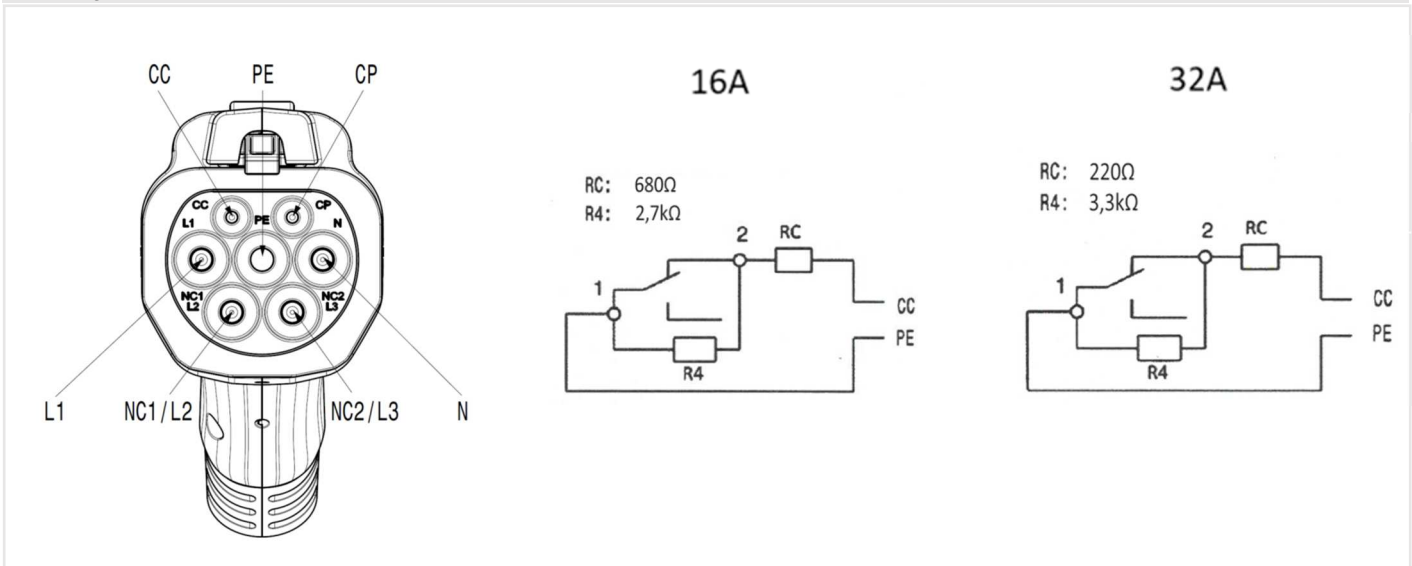 CC PE CP
CC
CP
L1
PE
N
NC1
L2
NC2
L3
L1
NC1/L2
NC2/L3
N
16A
RC: 680Ω
R4: 2,7kΩ
2
RC
1
CC
PE
R4
32A
RC: 220Ω
R4: 3,3kΩ
2
RC
1
CC
PE
R4